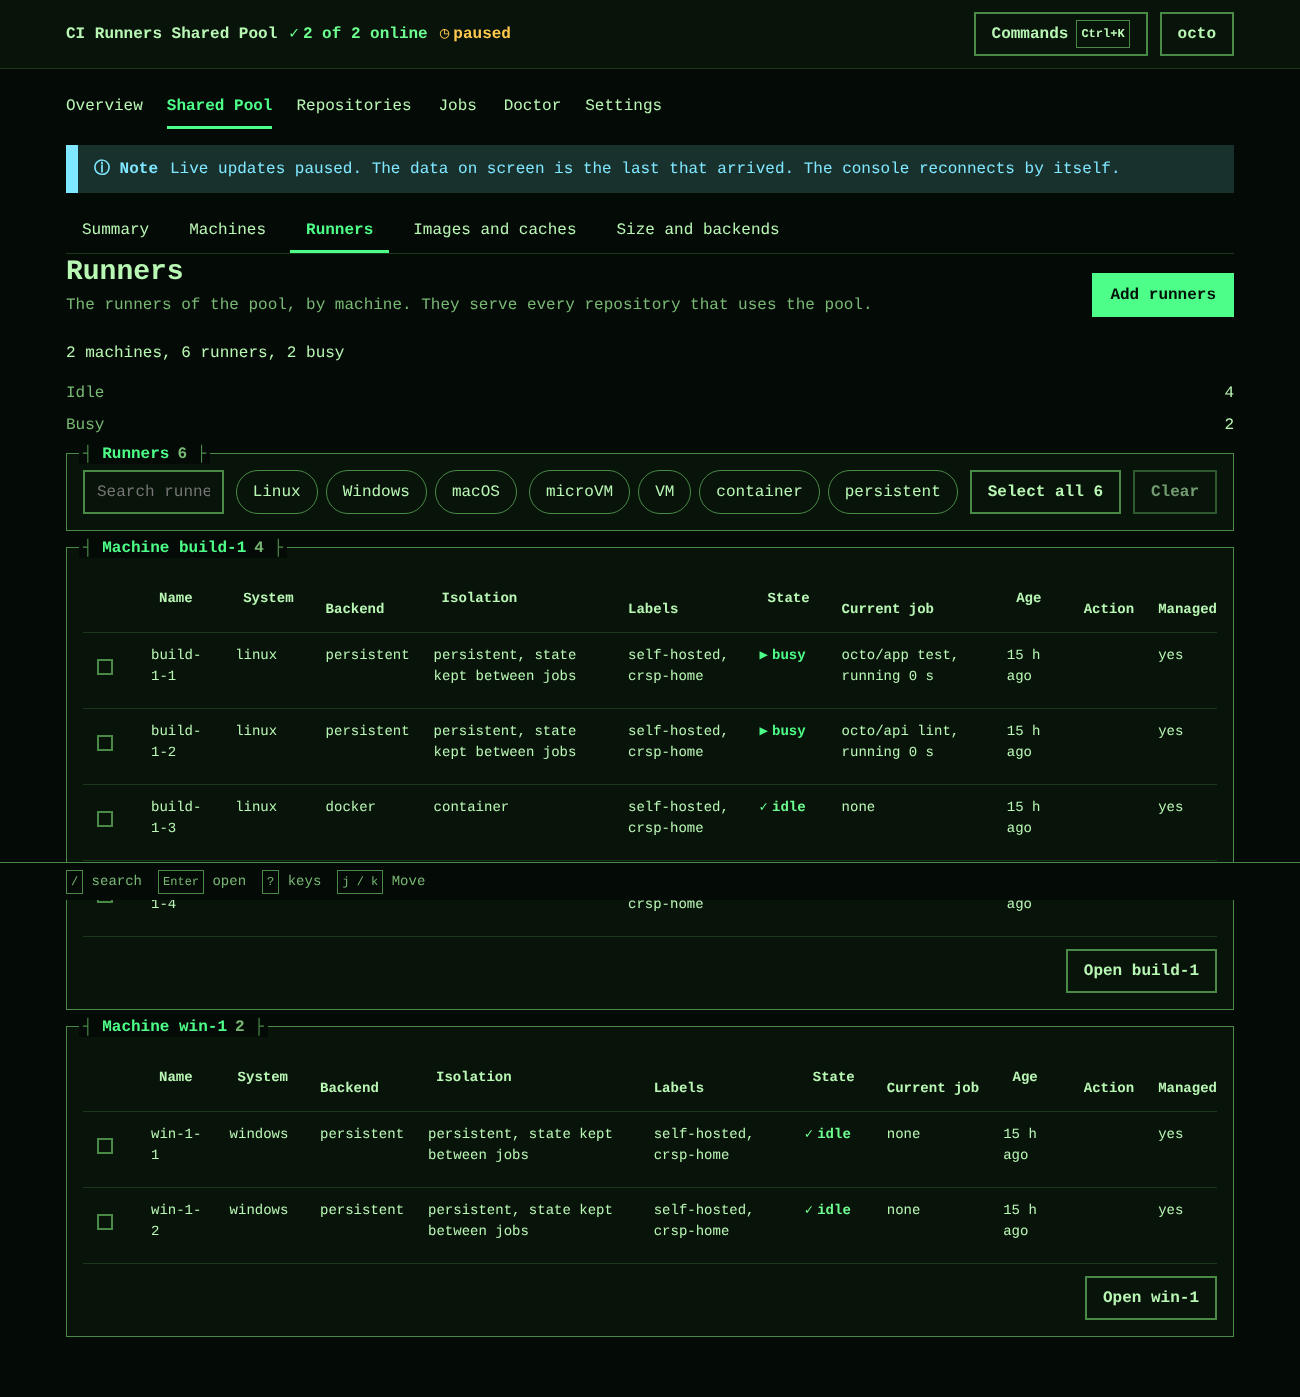 CI Runners Shared Pool ✓ 2 of 2 online ◷ paused Commands Ctrl+K octo
Overview Shared Pool Repositories Jobs Doctor Settings
ⓘ Note Live updates paused. The data on screen is the last that arrived. The console reconnects by itself.
Summary Machines Runners Images and caches Size and backends
Runners
The runners of the pool, by machine. They serve every repository that uses the pool.
Add runners
2 machines, 6 runners, 2 busy
Idle 4
Busy 2
Runners 6
Search runne Linux Windows macOS microVM VM container persistent Select all 6 Clear
Machine build-1 4
Name System Backend Isolation Labels State Current job Age Action Managed
build- linux persistent persistent, state self-hosted, ▶ busy octo/app test, 15 h yes
1-1 kept between jobs crsp-home running 0 s ago
build- linux persistent persistent, state self-hosted, ▶ busy octo/api lint, 15 h yes
1-2 kept between jobs crsp-home running 0 s ago
build- linux docker container self-hosted, ✓ idle none 15 h yes
1-3 crsp-home ago
/ search Enter open ? keys j / k Move
1-4 crsp-home ago
Open build-1
Machine win-1 2
Name System Backend Isolation Labels State Current job Age Action Managed
win-1- windows persistent persistent, state kept self-hosted, ✓ idle none 15 h yes
1 between jobs crsp-home ago
win-1- windows persistent persistent, state kept self-hosted, ✓ idle none 15 h yes
2 between jobs crsp-home ago
Open win-1